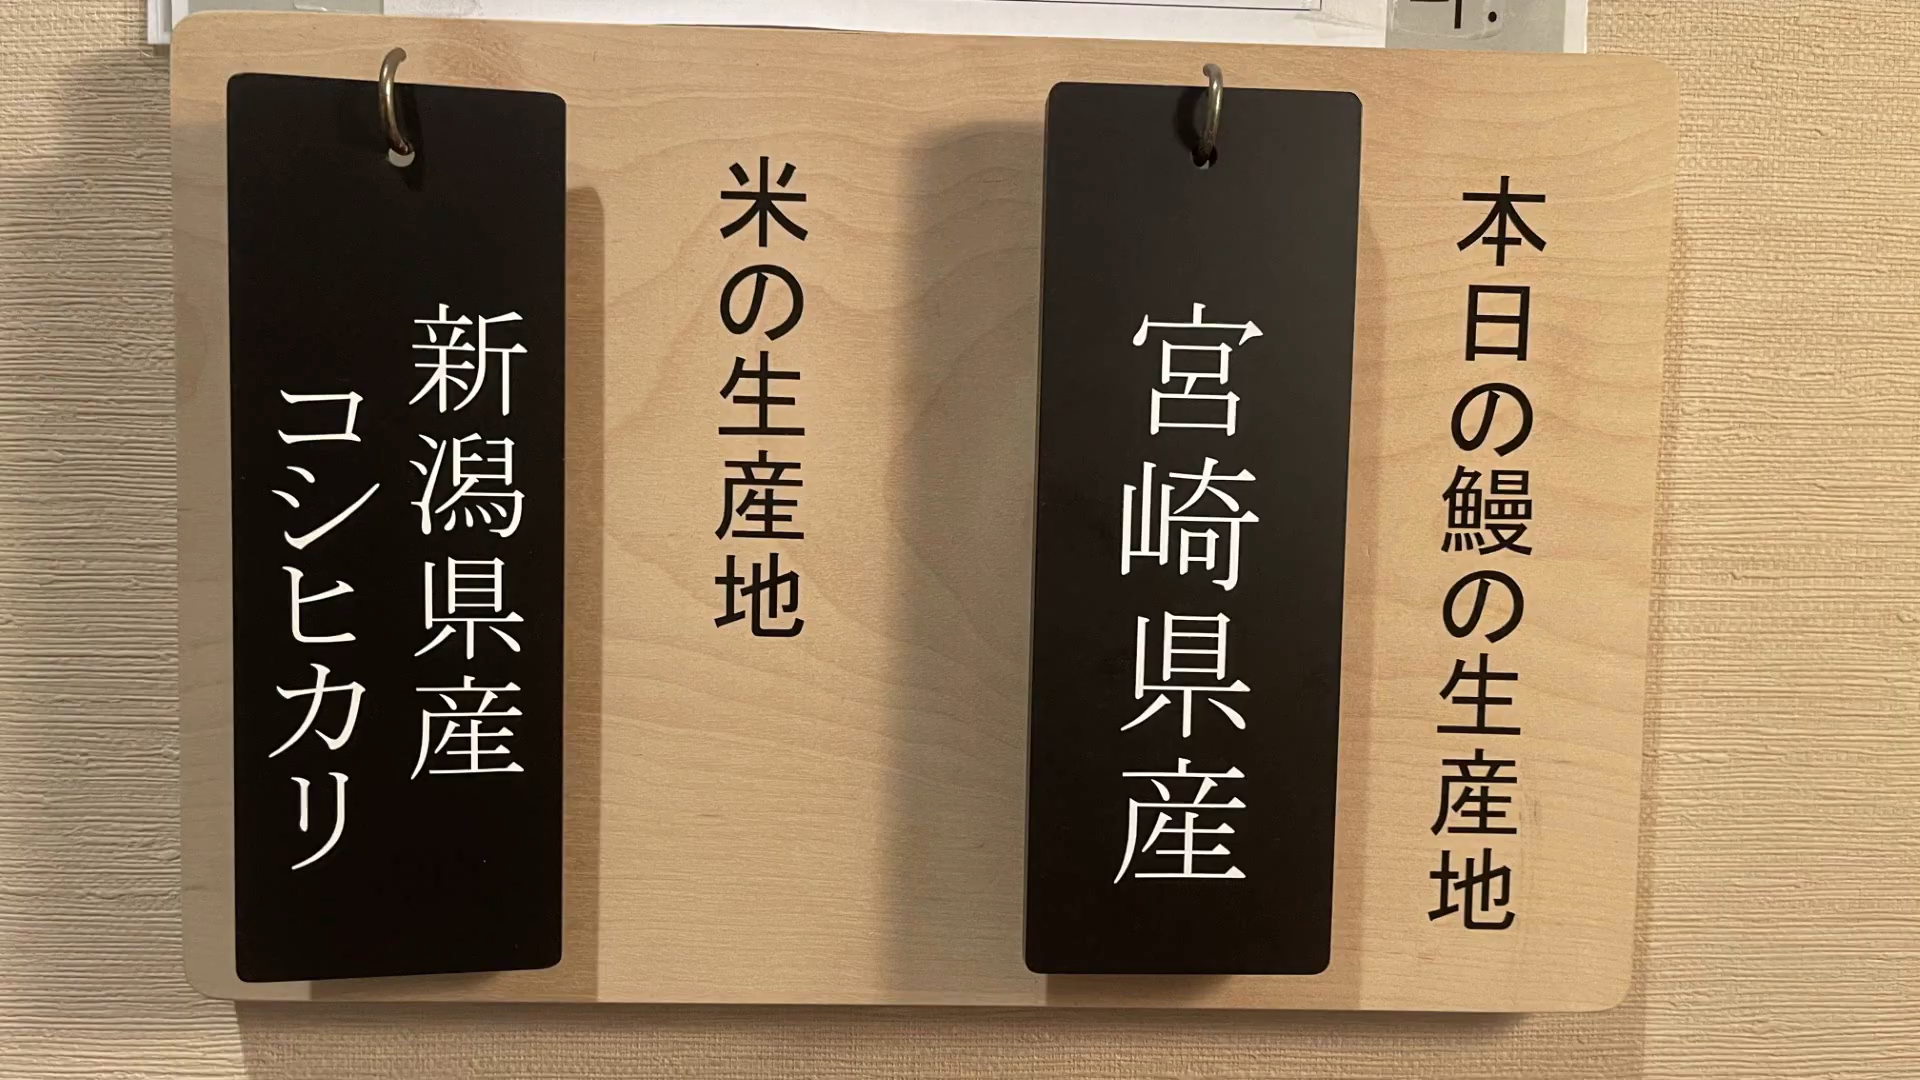 本日の鰻の生産地
宮崎県産
米の生産地
新潟県産
コシヒカリ